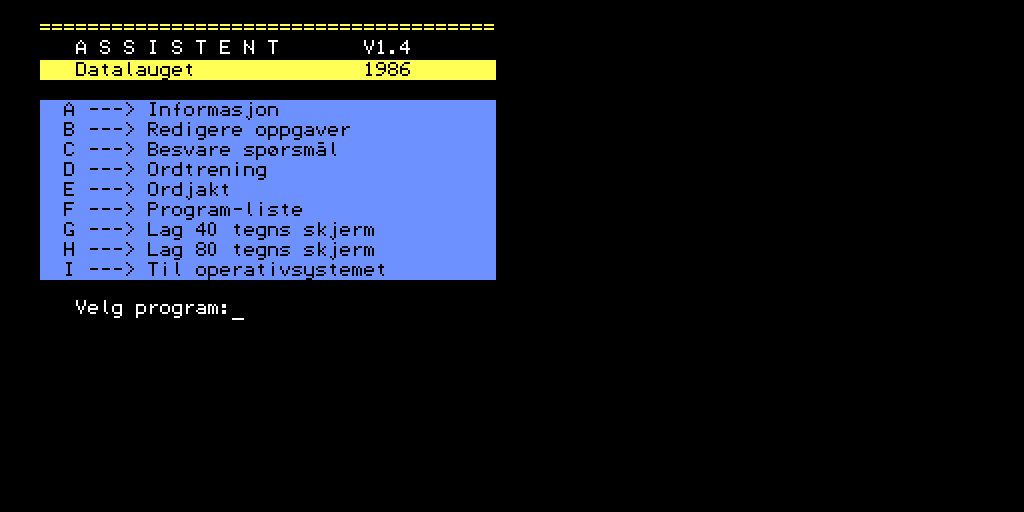 ======================================
A S S I S T E N T V1.4
Datalauget 1986
A ---> Informasjon
B ---> Redigere oppgaver
C ---> Besvare spørsmål
D ---> Ordtrening
E ---> Ordjakt
F ---> Program-liste
G ---> Lag 40 tegns skjerm
H ---> Lag 80 tegns skjerm
I ---> Til operativsystemet
Velg program:_